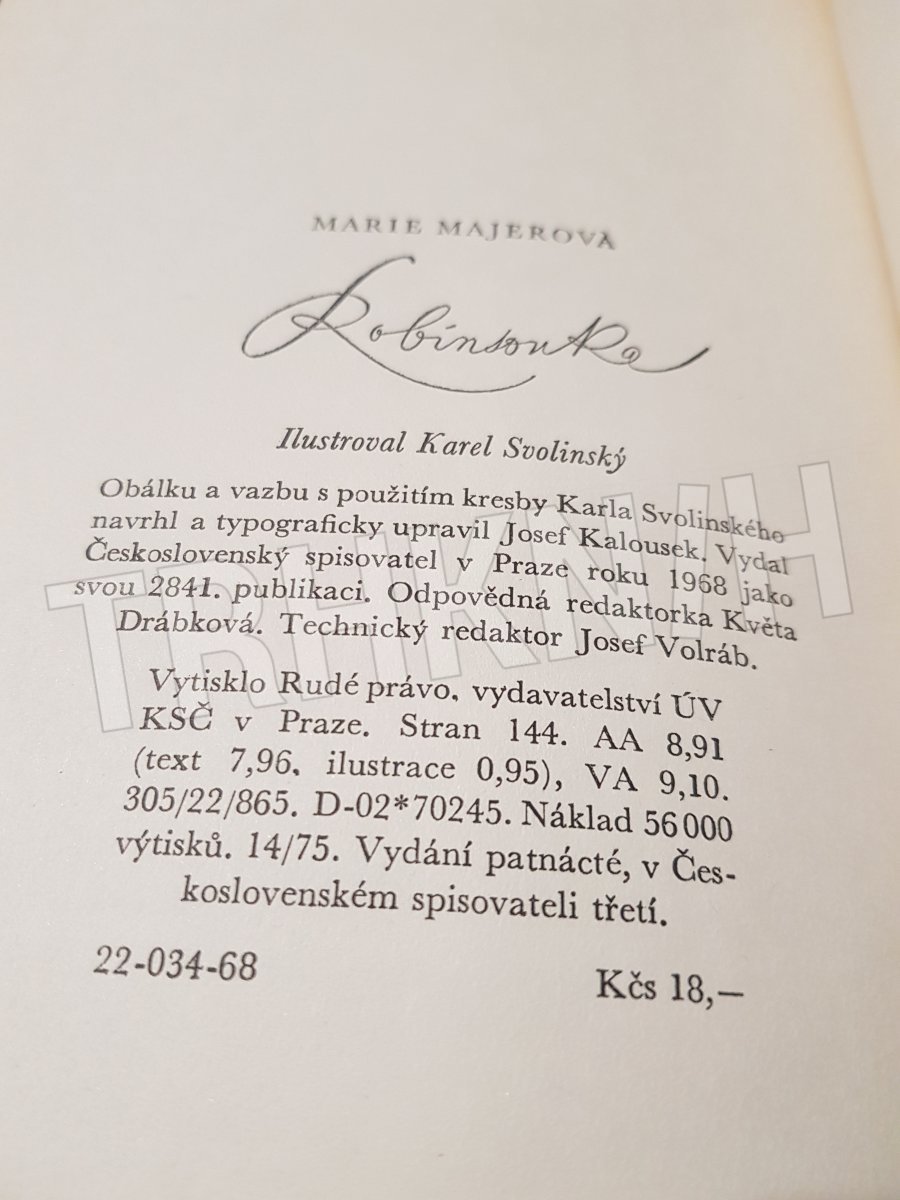 MARIE MAJEROVÁ
Robinsonka
Ilustroval Karel Svolinský
Obálku a vazbu s použitím kresby Karla Svolinského
navrhl a typograficky upravil Josef Kalousek. Vydal
Československý spisovatel v Praze roku 1968 jako
svou 2841. publikaci. Odpovědná redaktorka Květa
Drábková. Technický redaktor Josef Volráb.
Vytisklo Rudé právo, vydavatelství ÚV
KSČ v Praze. Stran 144. AA 8,91
(text 7,96, ilustrace 0,95), VA 9,10.
305/22/865. D-02*70245. Náklad 56 000
výtisků. 14/75. Vydání patnácté, v Čes-
koslovenském spisovateli třetí.
22-034-68 Kčs 18,—
TRHKNIH